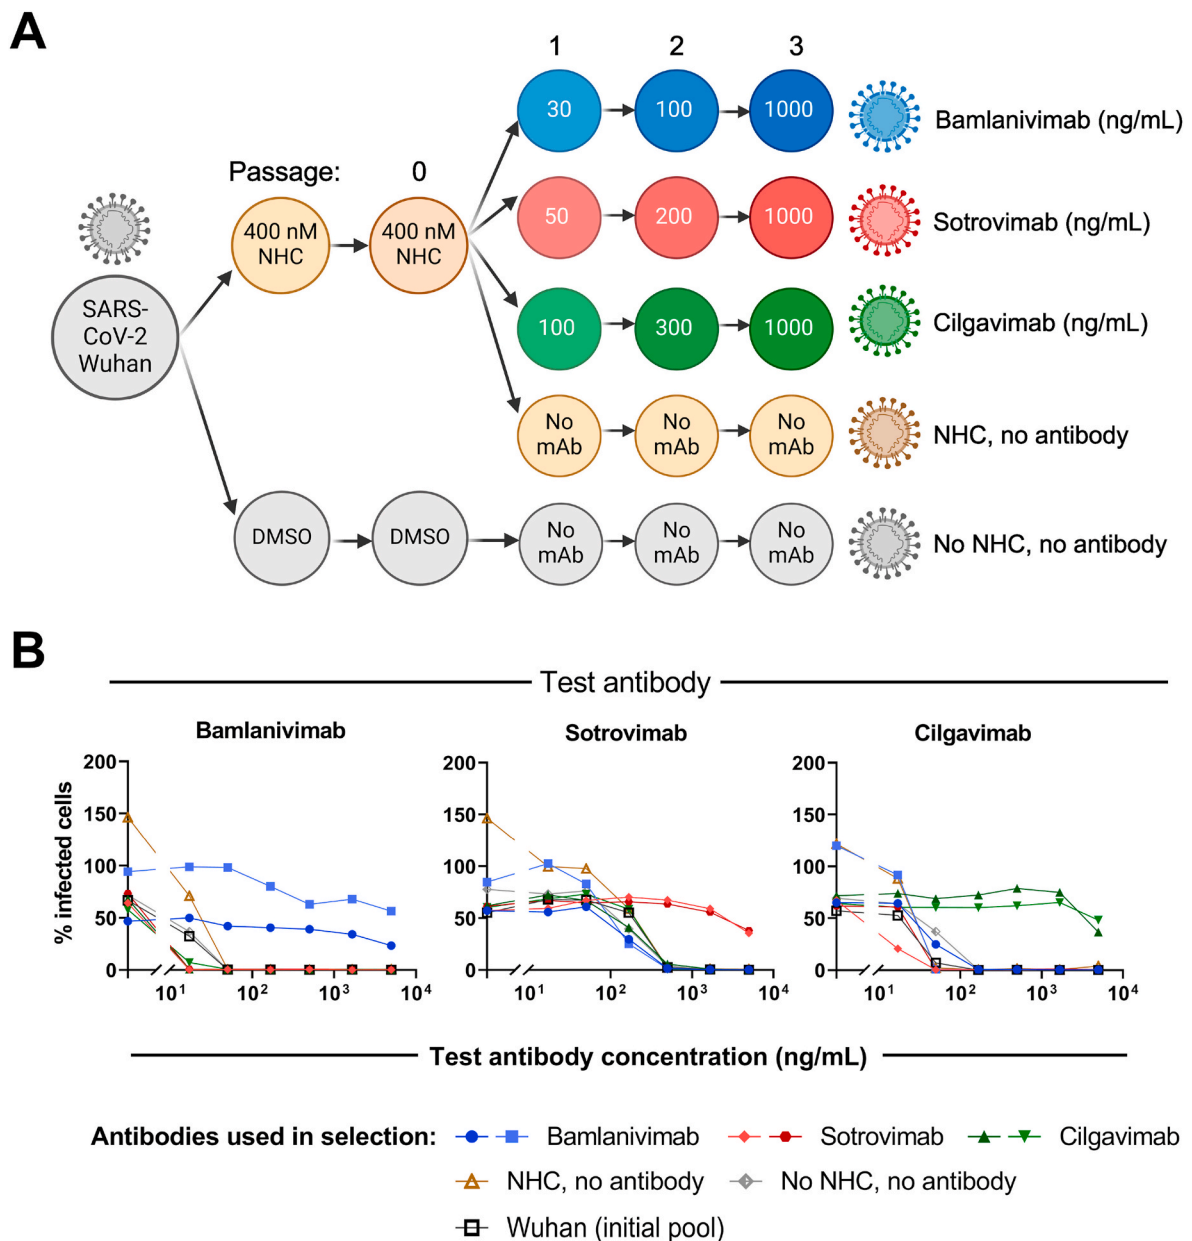 A
1 2 3
Passage: 0
30 100 1000
Bamlanivimab (ng/mL)
400 nM
NHC
400 nM
NHC
50 200 1000
Sotrovimab (ng/mL)
SARS-
CoV-2
Wuhan
100 300 1000
Cilgavimab (ng/mL)
No
mAb
No
mAb
No
mAb
NHC, no antibody
DMSO
DMSO
No
mAb
No
mAb
No
mAb
No NHC, no antibody
B
Test antibody
Bamlanivimab
Sotrovimab
Cilgavimab
% infected cells
200
150
100
50
0
10¹ 10² 10³ 10⁴
200
150
100
50
0
10¹ 10² 10³ 10⁴
200
150
100
50
0
10¹ 10² 10³ 10⁴
Test antibody concentration (ng/mL)
Antibodies used in selection: Bamlanivimab Sotrovimab Cilgavimab
NHC, no antibody No NHC, no antibody
Wuhan (initial pool)